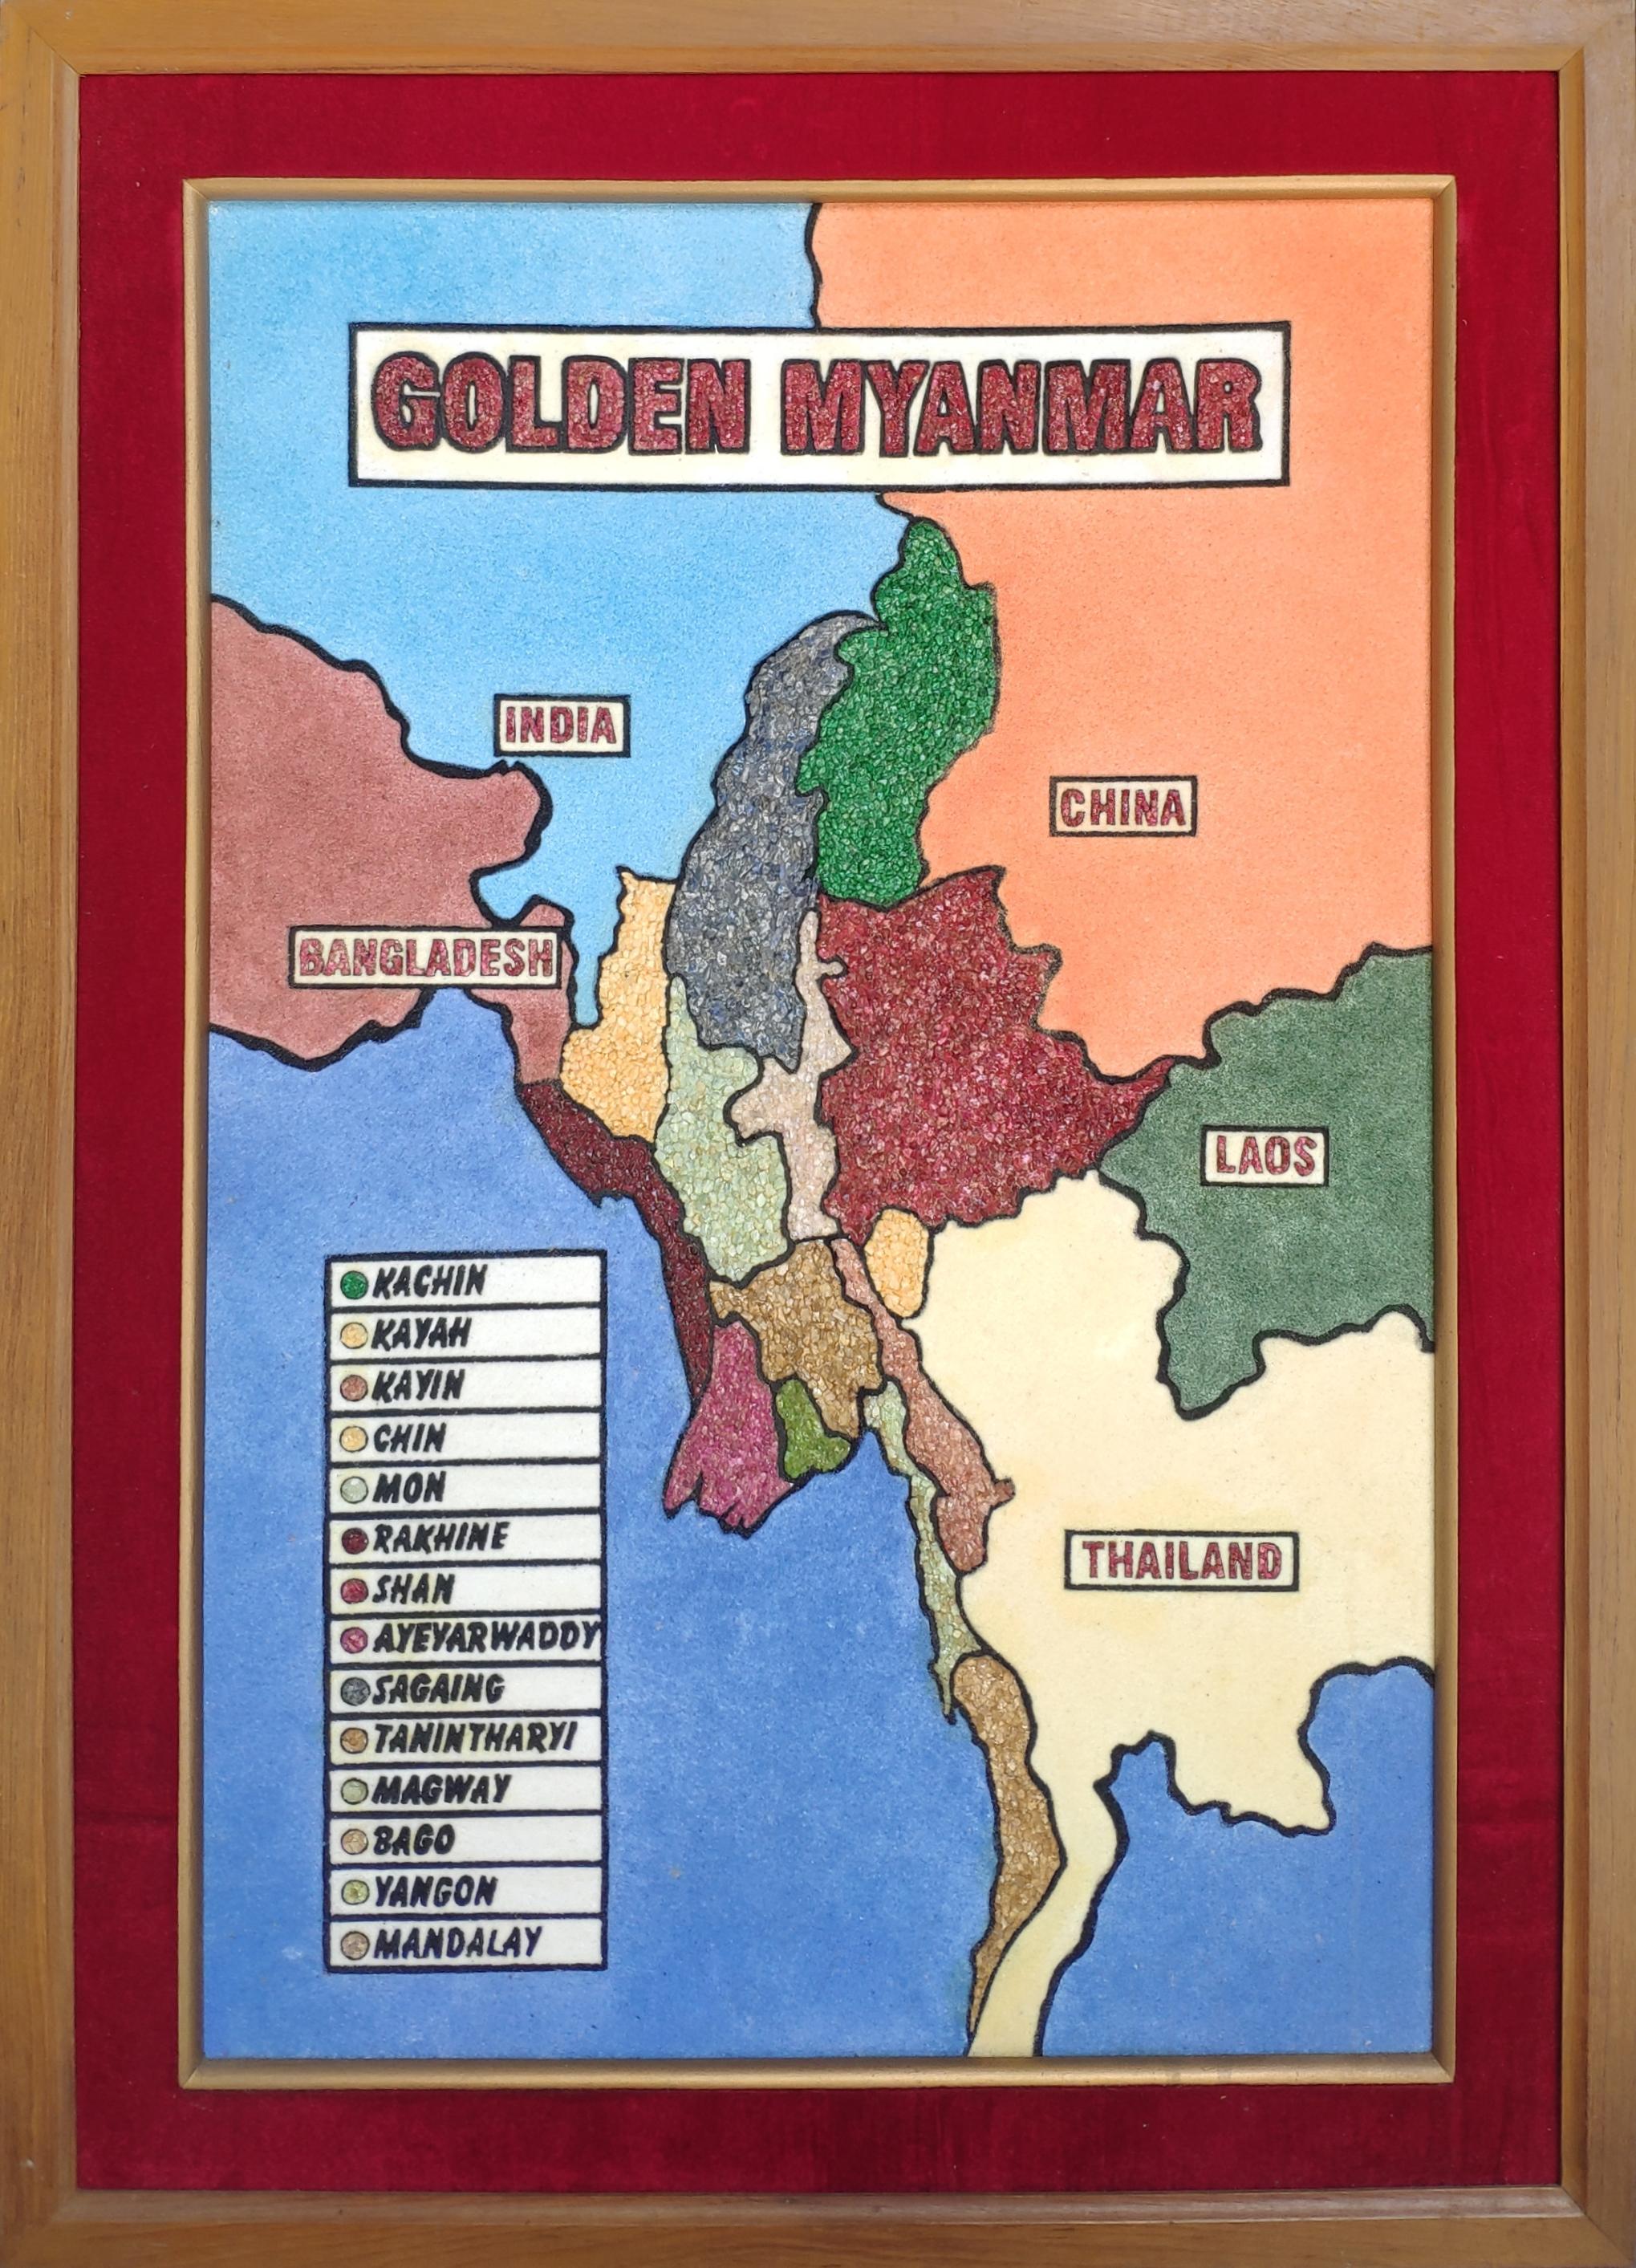 GOLDEN MYANMAR
INDIA
CHINA
BANGLADESH
LAOS
KACHIN
KAYAH
KAYIN
CHIN
MON
RAKHINE
SHAN
AYEYARWADDY
SAGAING
TANINTHARYI
MAGWAY
BAGO
YANGON
MANDALAY
THAILAND